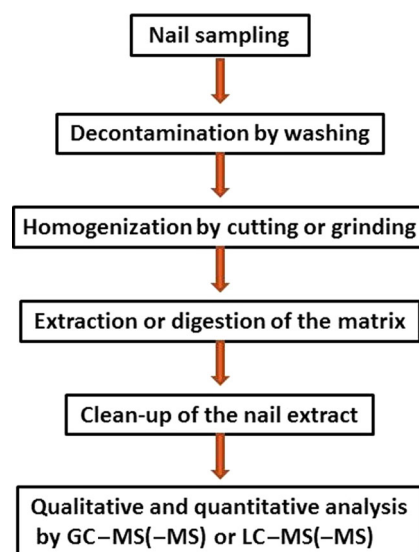 Nail sampling
Decontamination by washing
Homogenization by cutting or grinding
Extraction or digestion of the matrix
Clean-up of the nail extract
Qualitative and quantitative analysis
by GC–MS(–MS) or LC–MS(–MS)